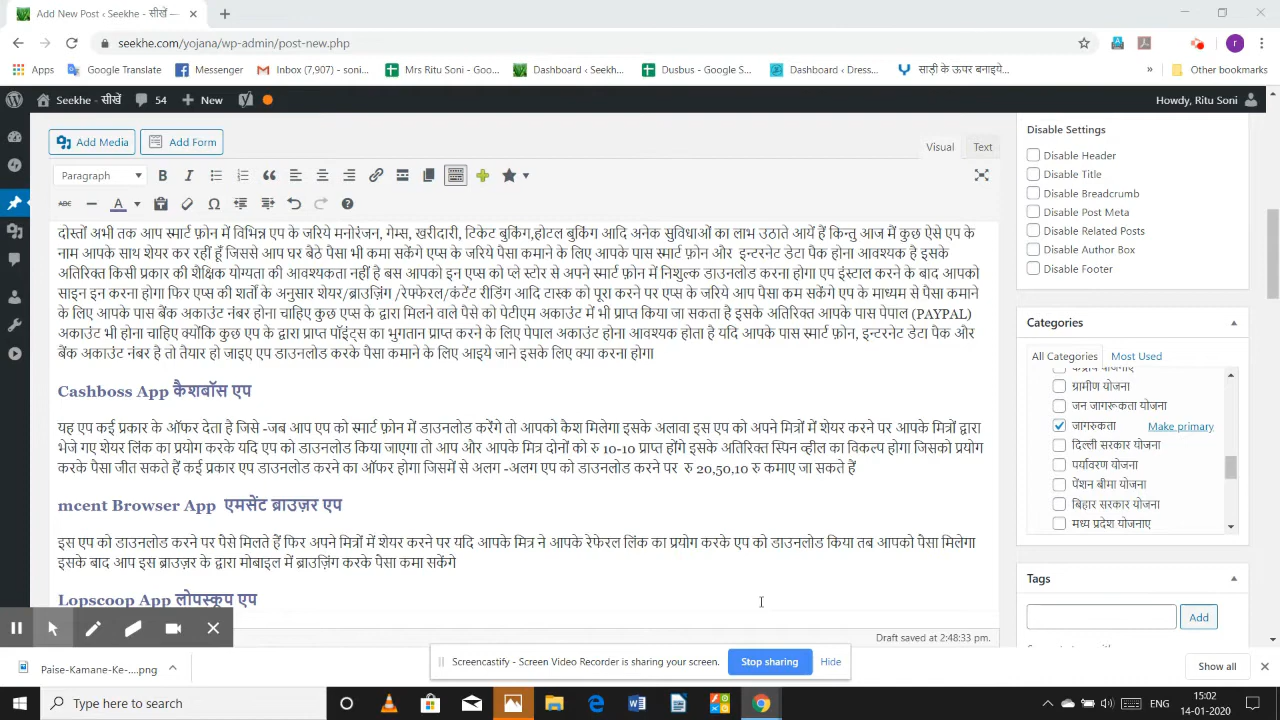 Add New Post ‹ Seekhe - सीखें —
seekhe.com/yojana/wp-admin/post-new.php
Apps Google Translate Messenger Inbox (7,907) - soni... Mrs Ritu Soni - Goo... Dashboard ‹ Seekh... Dusbus - Google S... Dashboard ‹ Dress... साड़ी के ऊपर बनाइये... » Other bookmarks
Seekhe - सीखें 54 New Howdy, Ritu Soni
Add Media Add Form Visual Text
Paragraph
दोस्तों अभी तक आप स्मार्ट फ़ोन में विभिन्न एप के जरिये मनोरंजन, गेम्स, खरीदारी, टिकेट बुकिंग,होटल बुकिंग आदि अनेक सुविधाओं का लाभ उठाते आयें हैं किन्तु आज में कुछ ऐसे एप के
नाम आपके साथ शेयर कर रहीं हूँ जिससे आप घर बैठे पैसा भी कमा सकेंगे एप्स के जरिये पैसा कमाने के लिए आपके पास स्मार्ट फ़ोन और इन्टरनेट डेटा पैक होना आवश्यक है इसके
अतिरिक्त किसी प्रकार की शैक्षिक योग्यता की आवश्यकता नहीं है बस आपको इन एप्स को प्ले स्टोर से अपने स्मार्ट फ़ोन में निशुल्क डाउनलोड करना होगा एप इंस्टाल करने के बाद आपको
साइन इन करना होगा फिर एप्स की शर्तों के अनुसार शेयर/ब्राउज़िंग /रेफ्फेरल/कंटेंट रीडिंग आदि टास्क को पूरा करने पर एप्स के जरिये आप पैसा कम सकेंगे एप के माध्यम से पैसा कमाने
के लिए आपके पास बैंक अकाउंट नंबर होना चाहिए कुछ एप्स के द्वारा मिलने वाले पैसे को पेटीएम अकाउंट में भी प्राप्त किया जा सकता है इसके अतिरिक्त आपके पास पेपाल (PAYPAL)
अकाउंट भी होना चाहिए क्योंकि कुछ एप के द्वारा प्राप्त पॉइंट्स का भुगतान प्राप्त करने के लिए पेपाल अकाउंट होना आवश्यक होता है यदि आपके पास स्मार्ट फ़ोन, इन्टरनेट डेटा पैक और
बैंक अकाउंट नंबर है तो तैयार हो जाइए एप डाउनलोड करके पैसा कमाने के लिए आइये जाने इसके लिए क्या करना होगा
Cashboss App कैशबॉस एप
यह एप कई प्रकार के ऑफर देता है जिसे -जब आप एप को स्मार्ट फ़ोन में डाउनलोड करेंगे तो आपको कैश मिलेगा इसके अलावा इस एप को अपने मित्रों में शेयर करने पर आपके मित्रों द्वारा
भेजे गए शेयर लिंक का प्रयोग करके यदि एप को डाउनलोड किया जाएगा तो आप और आपके मित्र दोनों को रु 10-10 प्राप्त होंगे इसके अतिरिक्त स्पिन व्हील का विकल्प होगा जिसको प्रयोग
करके पैसा जीत सकते हैं कई प्रकार एप डाउनलोड करने का ऑफर होगा जिसमें से अलग -अलग एप को डाउनलोड करने पर रु 20,50,10 रु कमाए जा सकते हैं
mcent Browser App एमसेंट ब्राउज़र एप
इस एप को डाउनलोड करने पर पैसे मिलते हैं फिर अपने मित्रों में शेयर करने पर यदि आपके मित्र ने आपके रेफेरल लिंक का प्रयोग करके एप को डाउनलोड किया तब आपको पैसा मिलेगा
इसके बाद आप इस ब्राउज़र के द्वारा मोबाइल में ब्राउज़िंग करके पैसा कमा सकेंगे
Lopscoop App लोपस्कूप एप
Draft saved at 2:48:33 pm.
Disable Settings
Disable Header
Disable Title
Disable Breadcrumb
Disable Post Meta
Disable Related Posts
Disable Author Box
Disable Footer
Categories
All Categories Most Used
ग्रामीण योजना
जन जागरूकता योजना
जागरुकता Make primary
दिल्ली सरकार योजना
पर्यावरण योजना
पेंशन बीमा योजना
बिहार सरकार योजना
मध्य प्रदेश योजनाए
Tags
Add
Screencastify - Screen Video Recorder is sharing your screen. Stop sharing Hide
Paise-Kamane-Ke-....png Show all
Type here to search ENG 15:02
14-01-2020